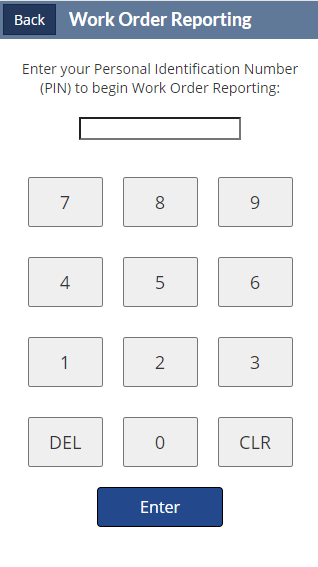 Back Work Order Reporting
Enter your Personal Identification Number
(PIN) to begin Work Order Reporting:
7 8 9
4 5 6
1 2 3
DEL 0 CLR
Enter